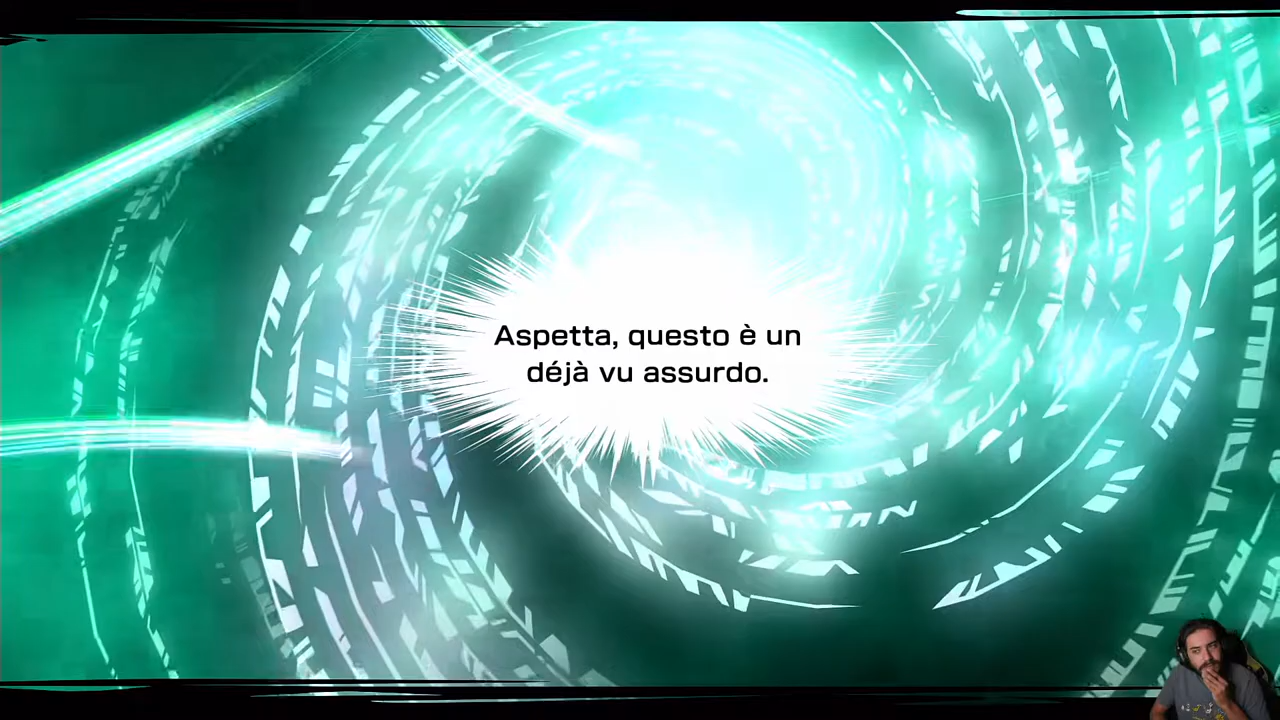 Aspetta, questo è un
déjà vu assurdo.